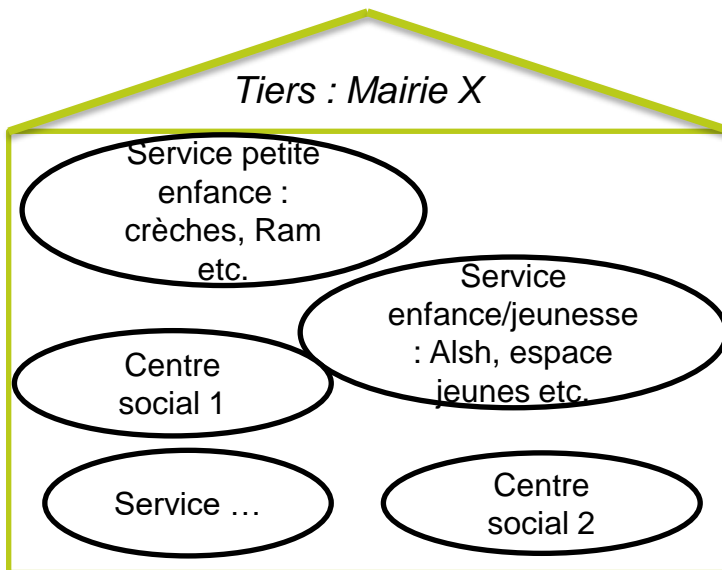 Tiers : Mairie X
Service petite
enfance :
crèches, Ram
etc.
Service
enfance/jeunesse
: Alsh, espace
jeunes etc.
Centre
social 1
Service …
Centre
social 2